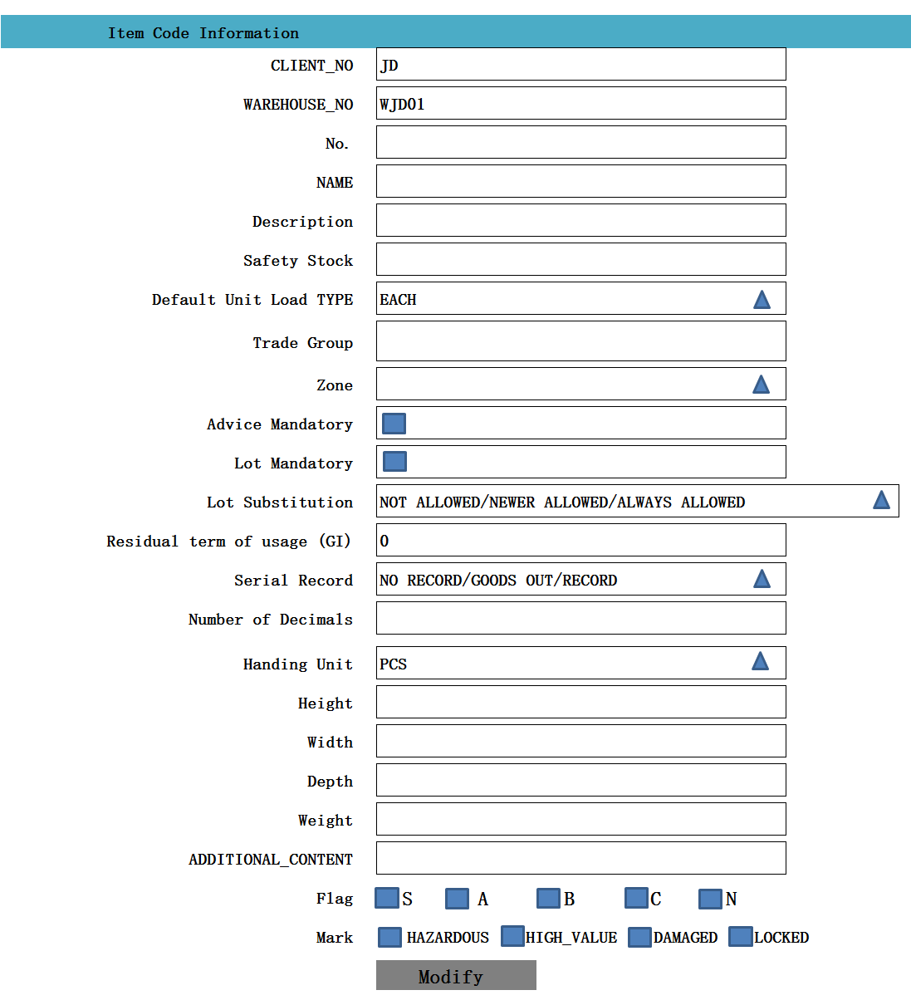 Item Code Information
CLIENT_NO JD
WAREHOUSE_NO WJD01
No.
NAME
Description
Safety Stock
Default Unit Load TYPE EACH
Trade Group
Zone
Advice Mandatory
Lot Mandatory
Lot Substitution NOT ALLOWED/NEWER ALLOWED/ALWAYS ALLOWED
Residual term of usage (GI) 0
Serial Record NO RECORD/GOODS OUT/RECORD
Number of Decimals
Handing Unit PCS
Height
Width
Depth
Weight
ADDITIONAL_CONTENT
Flag S A B C N
Mark HAZARDOUS HIGH_VALUE DAMAGED LOCKED
Modify